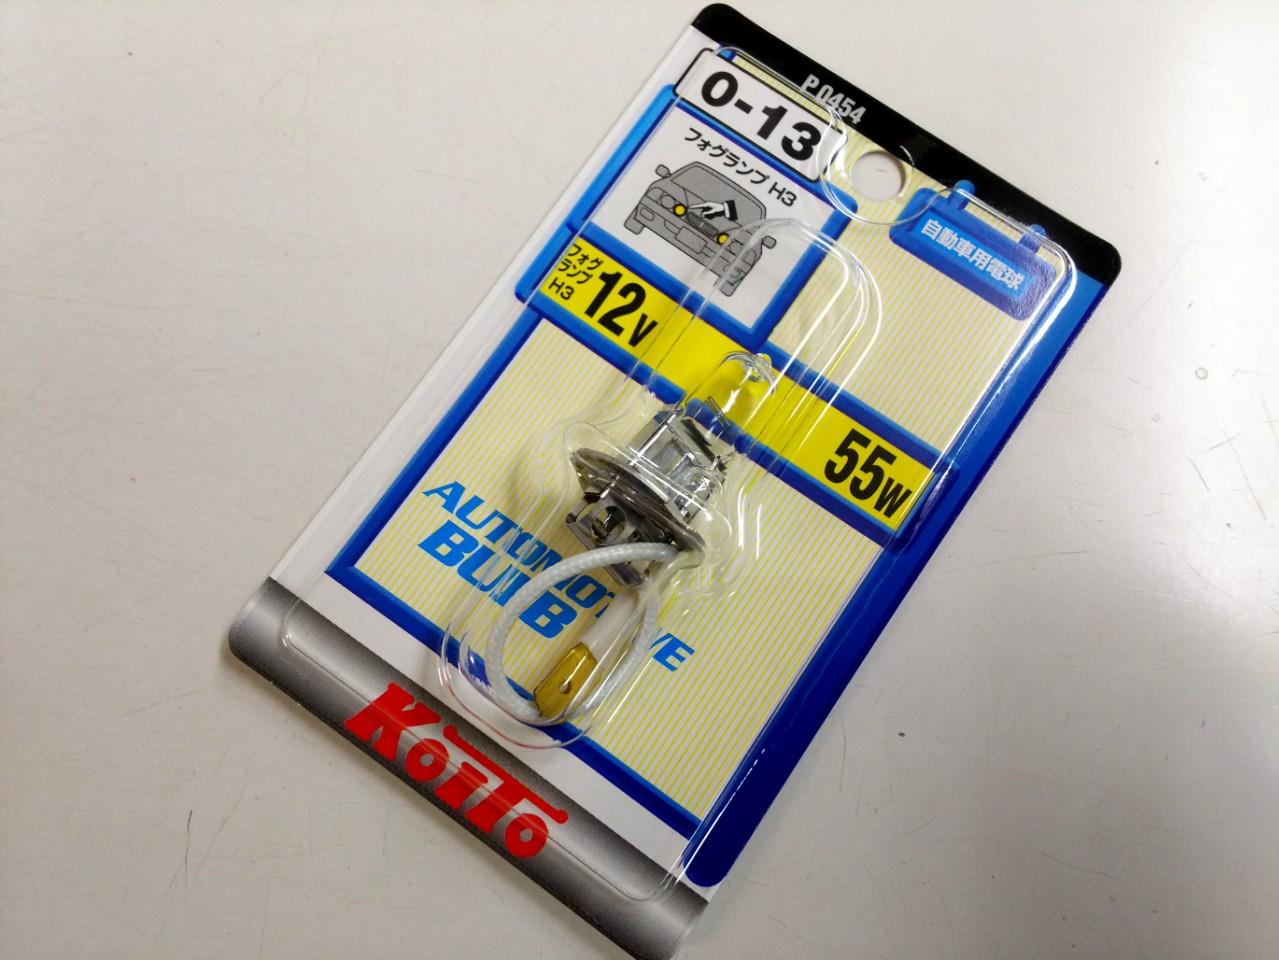 P 0454
0-13
フォグランプ H3
自動車用電球
フォグ
ランプ
H3
12V
55W
AUTOMOTIVE
BULB
KOITO